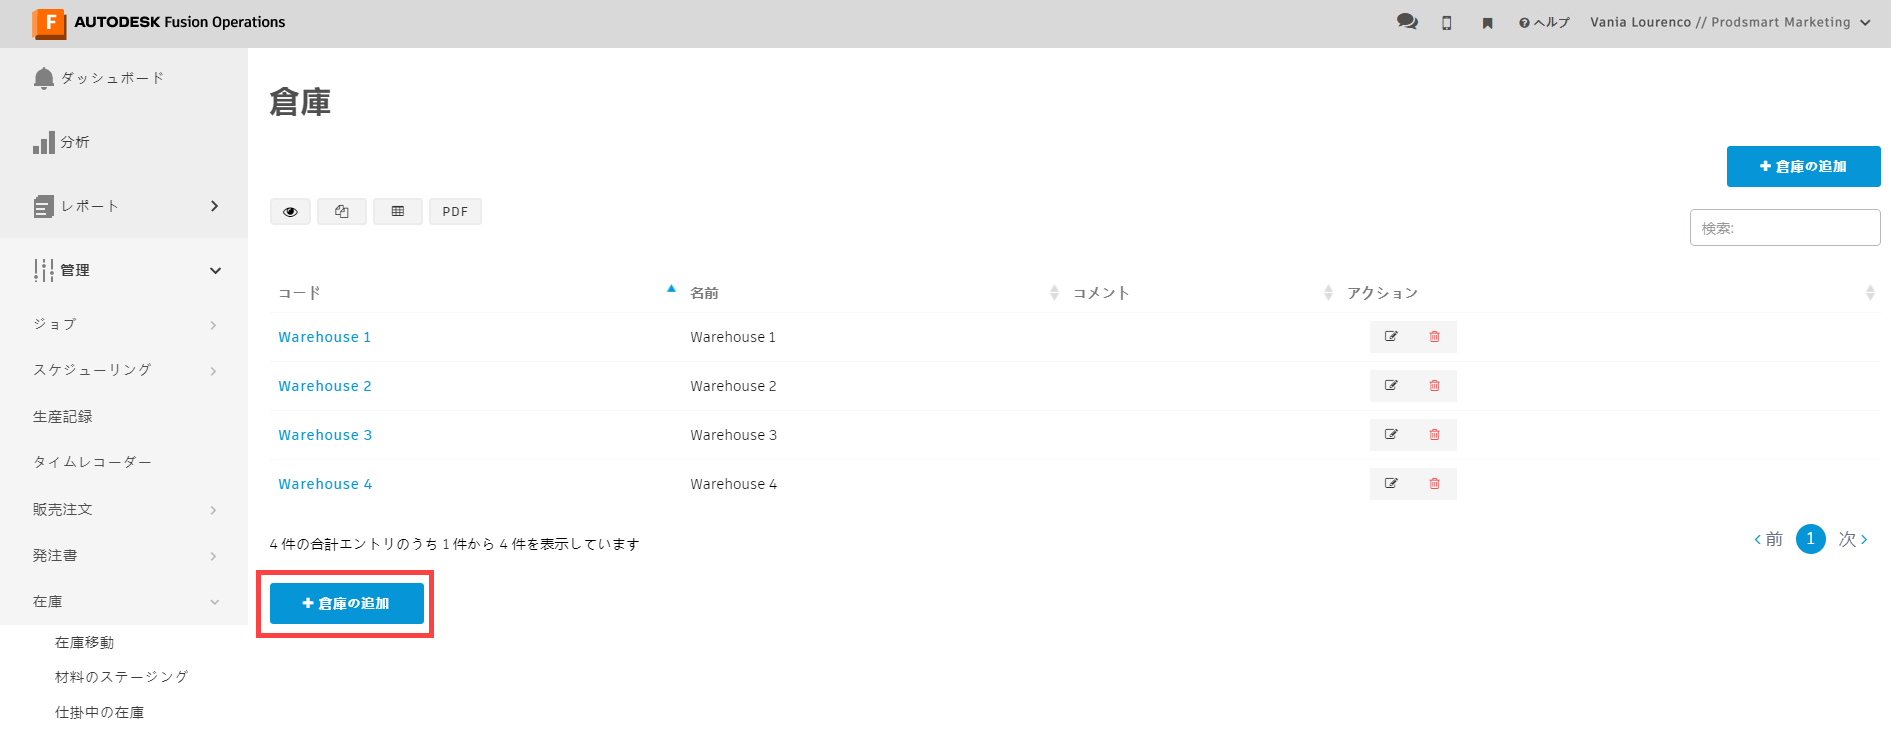 AUTODESK Fusion Operations
ヘルプ
Vania Lourenco // Prodsmart Marketing
ダッシュボード
分析
レポート
管理
ジョブ
スケジューリング
生産記録
タイムレコーダー
販売注文
発注書
在庫
在庫移動
材料のステージング
仕掛中の在庫
倉庫
+ 倉庫の追加
PDF
検索:
コード 名前 コメント アクション
Warehouse 1 Warehouse 1
Warehouse 2 Warehouse 2
Warehouse 3 Warehouse 3
Warehouse 4 Warehouse 4
4 件の合計エントリのうち 1 件から 4 件を表示しています
‹ 前 1 次 ›
+ 倉庫の追加